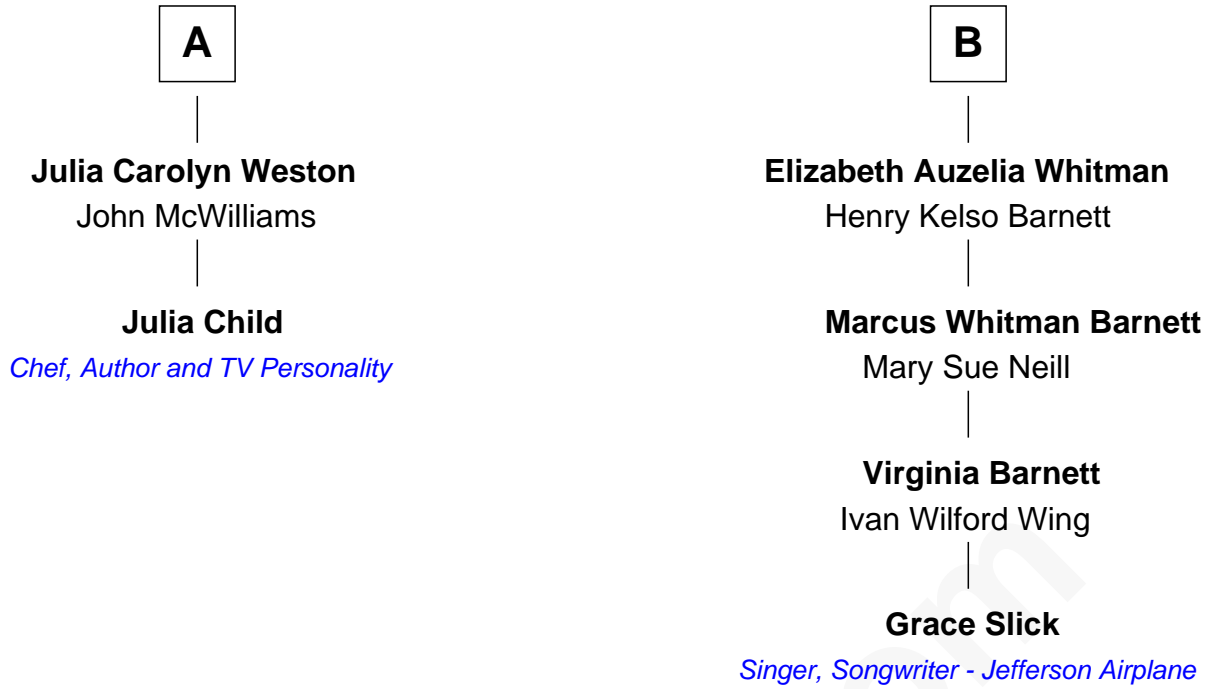 A
Julia Carolyn Weston
John McWilliams
Julia Child
Chef, Author and TV Personality
B
Elizabeth Auzelia Whitman
Henry Kelso Barnett
Marcus Whitman Barnett
Mary Sue Neill
Virginia Barnett
Ivan Wilford Wing
Grace Slick
Singer, Songwriter - Jefferson Airplane